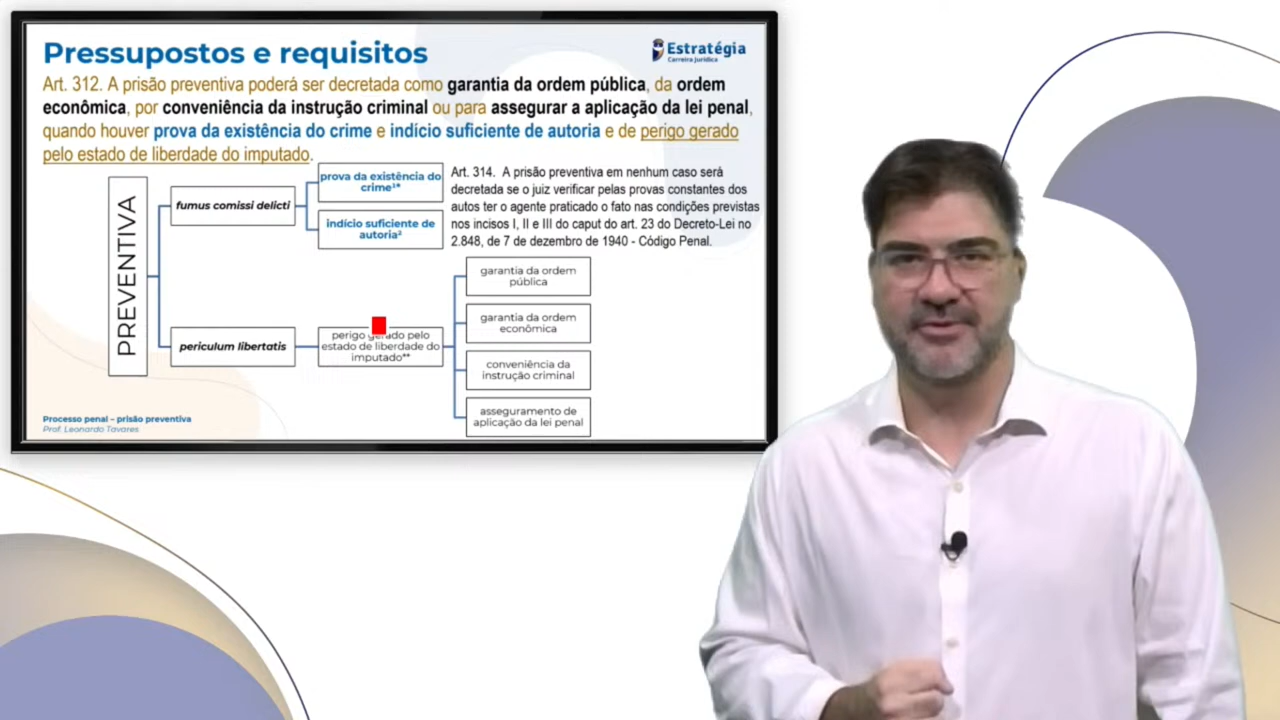 Pressupostos e requisitos
Estratégia
Carreira Jurídica
Art. 312. A prisão preventiva poderá ser decretada como garantia da ordem pública, da ordem
econômica, por conveniência da instrução criminal ou para assegurar a aplicação da lei penal,
quando houver prova da existência do crime e indício suficiente de autoria e de perigo gerado
pelo estado de liberdade do imputado.
PREVENTIVA
fumus comissi delicti
prova da existência do
crime¹*
indício suficiente de
autoria²
Art. 314. A prisão preventiva em nenhum caso será
decretada se o juiz verificar pelas provas constantes dos
autos ter o agente praticado o fato nas condições previstas
nos incisos I, II e III do caput do art. 23 do Decreto-Lei no
2.848, de 7 de dezembro de 1940 - Código Penal.
periculum libertatis
perigo gerado pelo
estado de liberdade do
imputado**
garantia da ordem
pública
garantia da ordem
econômica
conveniência da
instrução criminal
asseguramento de
aplicação da lei penal
Processo penal – prisão preventiva
Prof. Leonardo Tavares